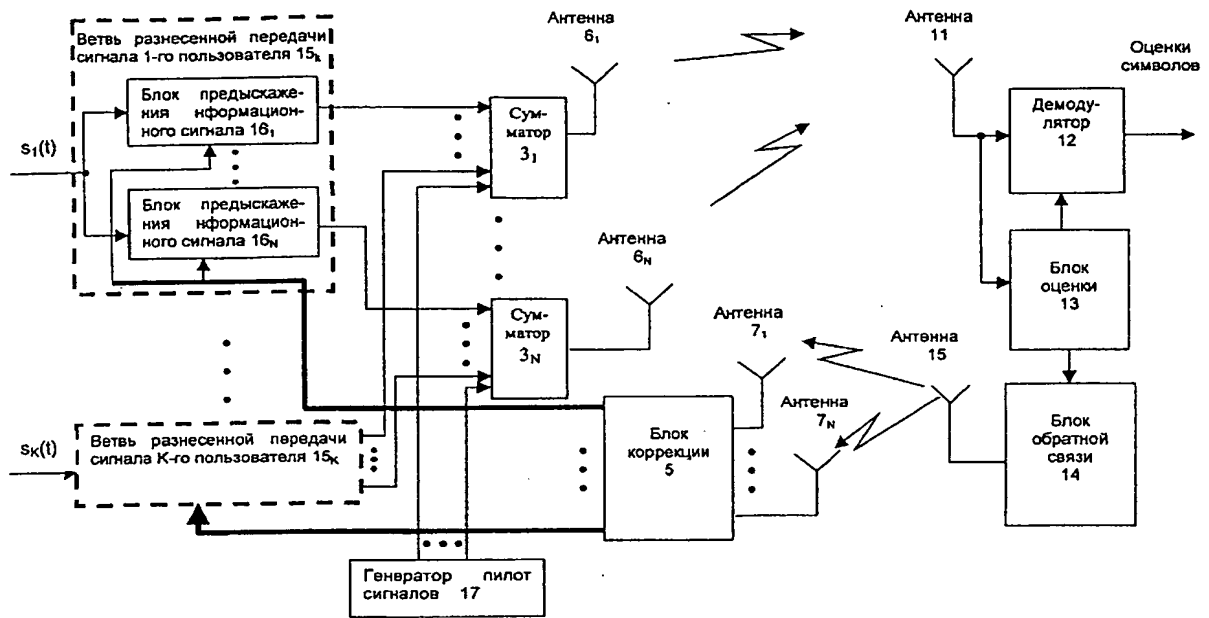 Ветвь разнесенной передачи
сигнала 1-го пользователя 15k
Блок предыскаже-
ния нформацион-
ного сигнала 16₁
s₁(t)
Блок предыскаже-
ния нформацион-
ного сигнала 16N
Сум-
матор
3₁
Антенна
6₁
Антенна
11
Оценки
символов
Демоду-
лятор
12
Антенна
6N
Блок
оценки
13
Сум-
матор
3N
Антенна
7₁
Антенна
15
Антенна
7N
sK(t)
Ветвь разнесенной передачи
сигнала К-го пользователя 15K
Блок
коррекции
5
Блок
обратной
связи
14
Генератор пилот
сигналов 17